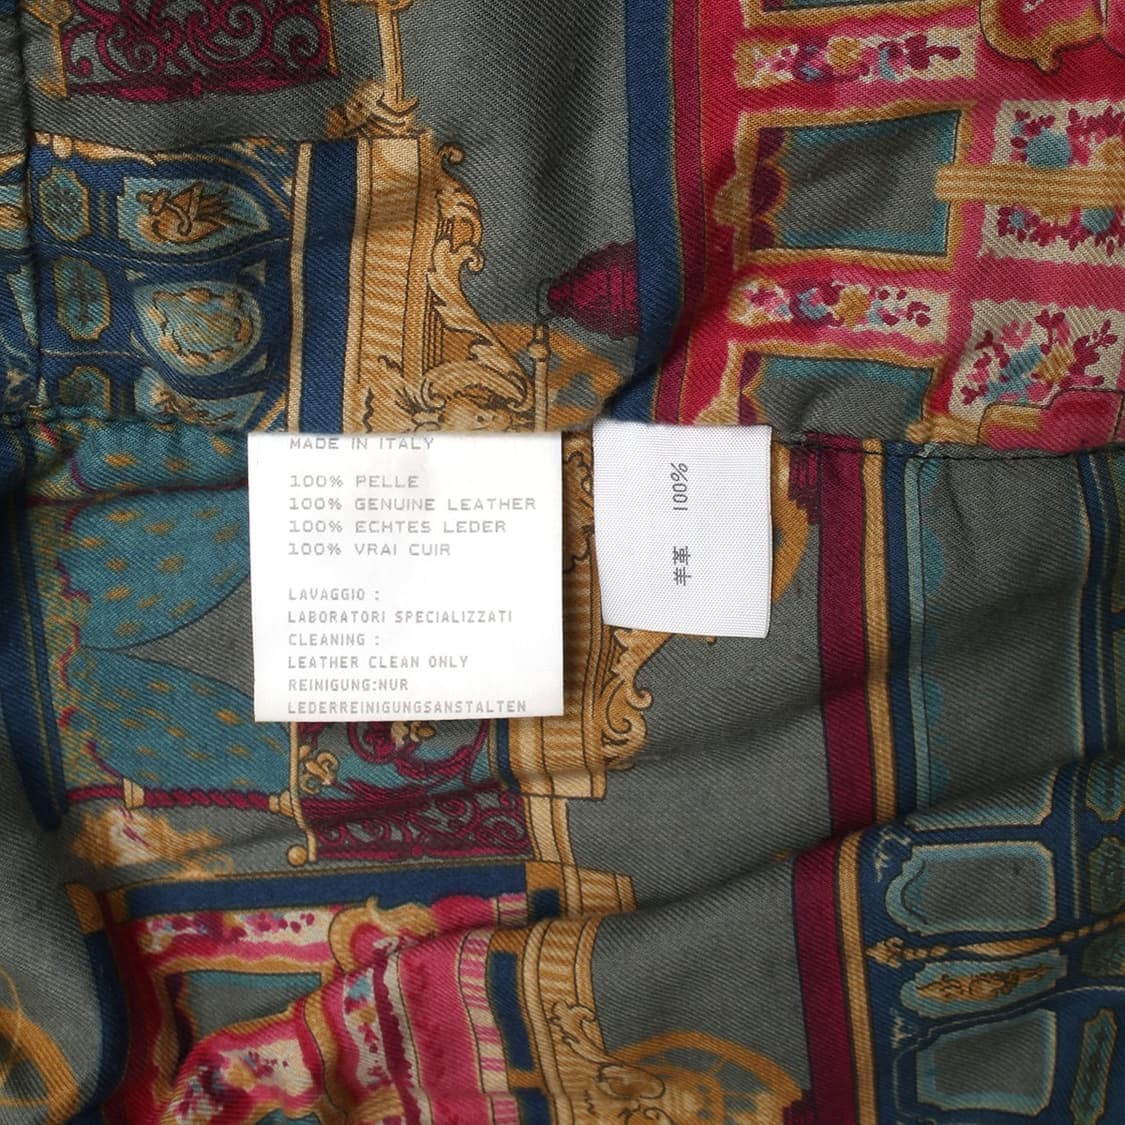 MADE IN ITALY
100% PELLE
100% GENUINE LEATHER
100% ECHTES LEDER
100% VRAI CUIR
LAVAGGIO :
LABORATORI SPECIALIZZATI
CLEANING :
LEATHER CLEAN ONLY
REINIGUNG:NUR
LEDERREINIGUNGSANSTALTEN
羊革 100%